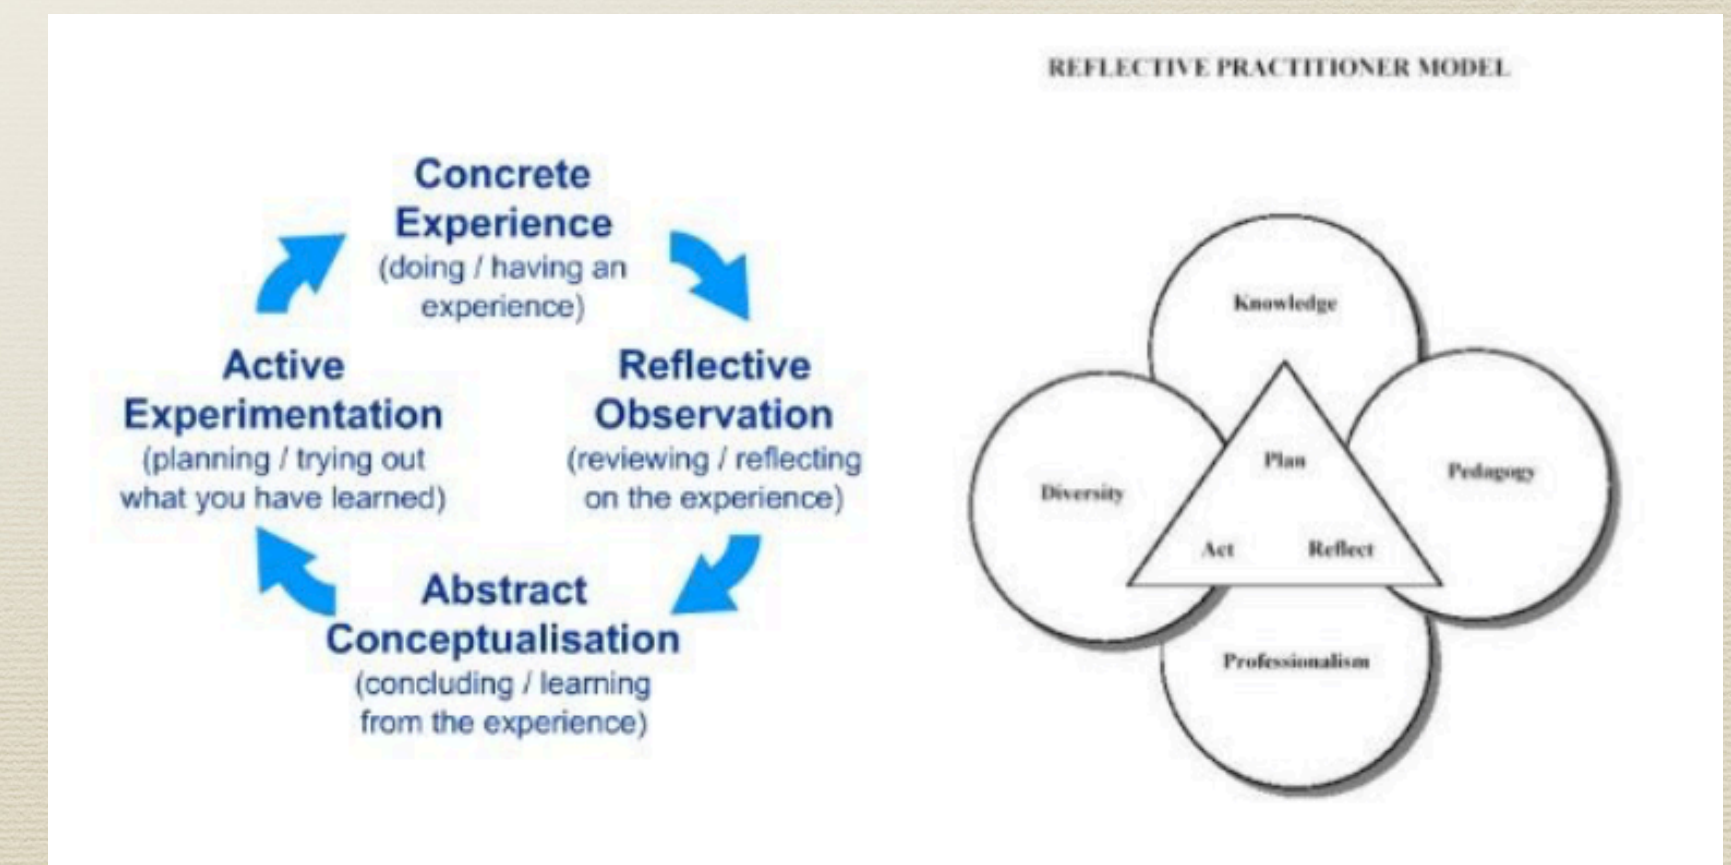 REFLECTIVE PRACTITIONER MODEL
Concrete
Experience
(doing / having an
experience)
Reflective
Observation
(reviewing / reflecting
on the experience)
Abstract
Conceptualisation
(concluding / learning
from the experience)
Active
Experimentation
(planning / trying out
what you have learned)
Knowledge
Diversity
Plan
Act
Reflect
Pedagogy
Professionalism